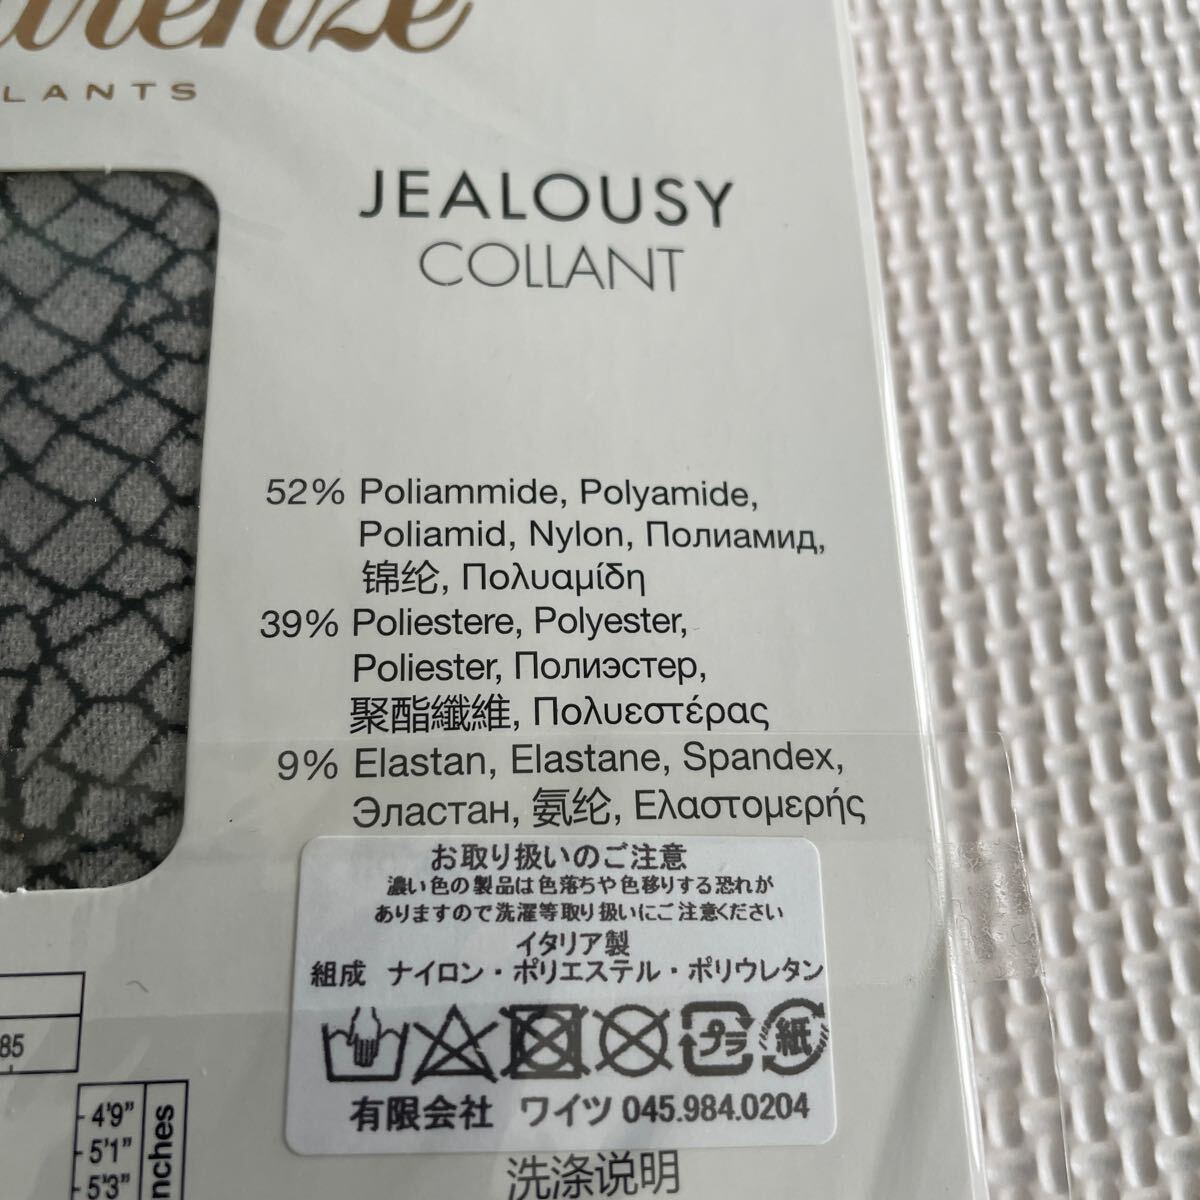 LANTS
JEALOUSY
COLLANT
52% Poliammide, Polyamide,
Poliamid, Nylon, Полиамид,
锦纶, Πολυαμίδη
39% Poliestere, Polyester,
Poliester, Полиэстер,
聚酯纖維, Πολυεστέρας
9% Elastan, Elastane, Spandex,
Эластан, 氨纶, Ελαστομερής
お取り扱いのご注意
濃い色の製品は色落ちや色移りする恐れが
ありますので洗濯等取り扱いにご注意ください
イタリア製
組成 ナイロン・ポリエステル・ポリウレタン
プラ 紙
有限会社 ワイツ 045.984.0204
洗涤说明
85
4'9"
5'1"
5'3"